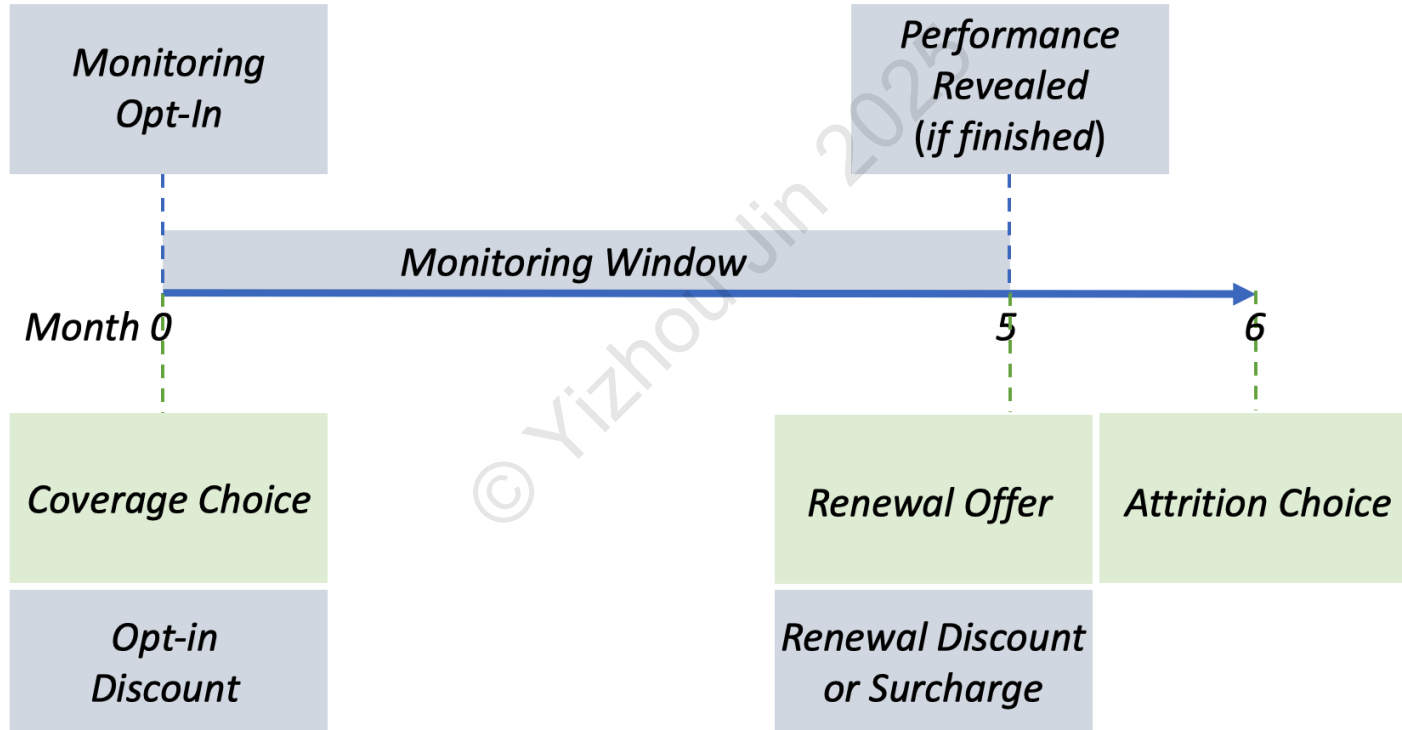 Monitoring
Opt-In
Performance
Revealed
(if finished)
Monitoring Window
Month 0
5
6
Coverage Choice
Renewal Offer
Attrition Choice
Opt-in
Discount
Renewal Discount
or Surcharge
© Yizhou Jin 2025